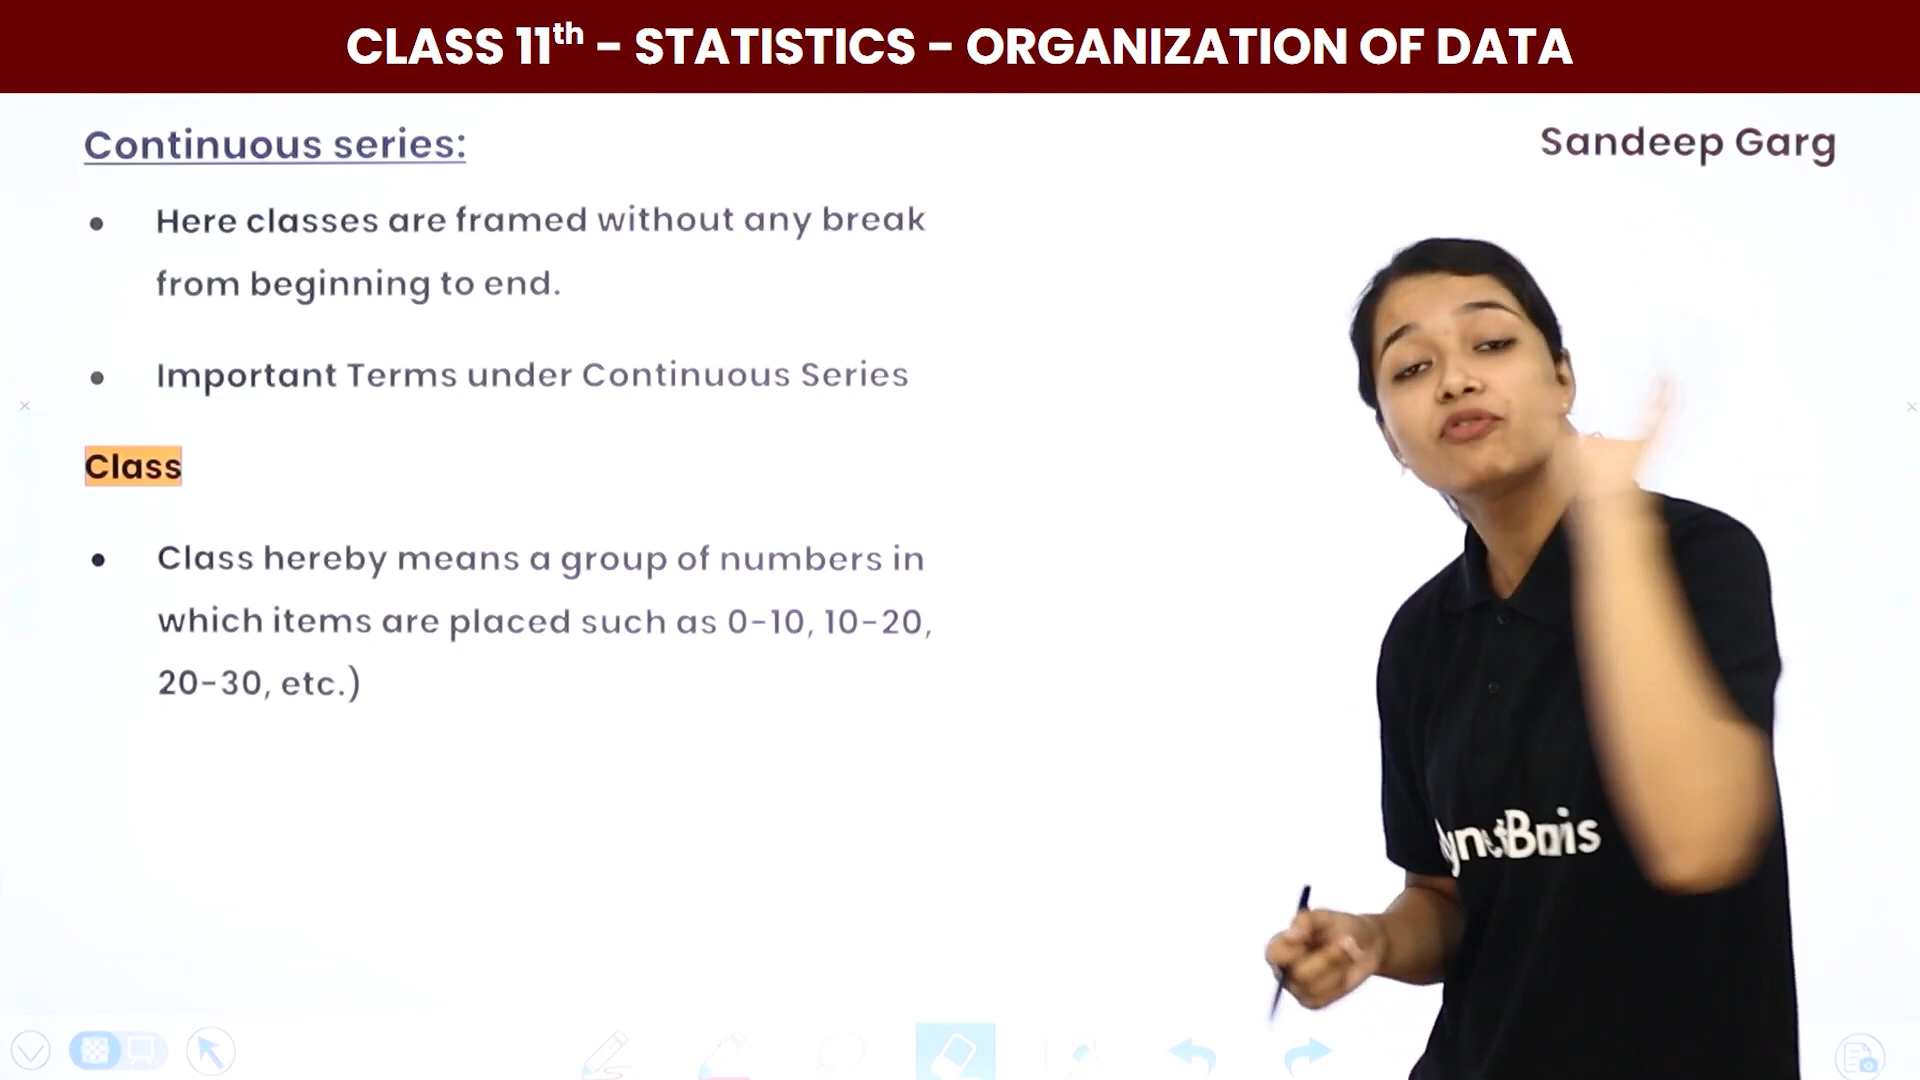 CLASS 11th - STATISTICS - ORGANIZATION OF DATA
Continuous series:
Sandeep Garg
• Here classes are framed without any break
from beginning to end.
• Important Terms under Continuous Series
Class
• Class hereby means a group of numbers in
which items are placed such as 0-10, 10-20,
20-30, etc.)